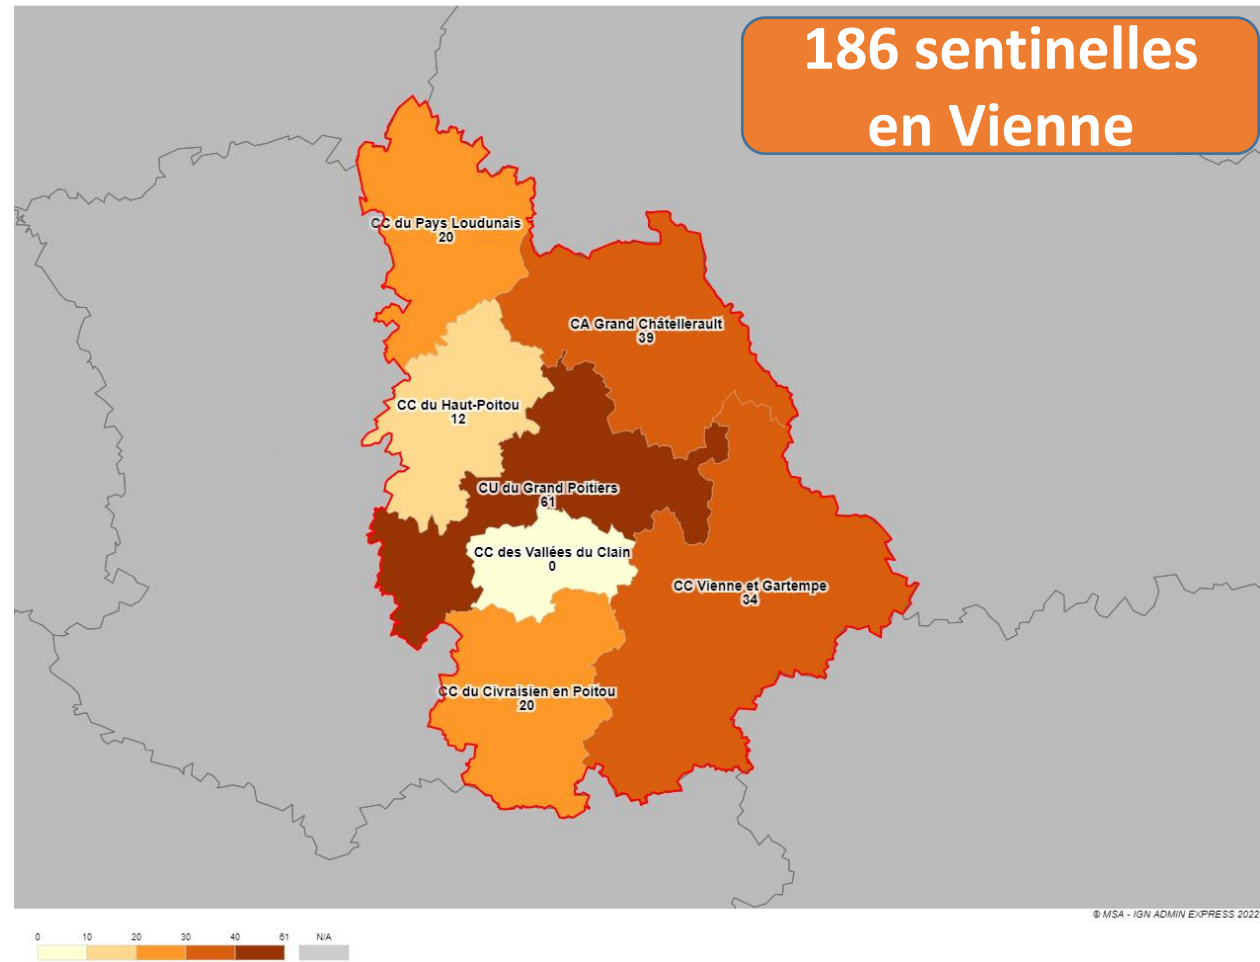 186 sentinelles
en Vienne
CC du Pays Loudunais
20
CA Grand Châtellerault
39
CC du Haut-Poitou
12
CU du Grand Poitiers
61
CC des Vallées du Clain
0
CC Vienne et Gartempe
34
CC du Civraisien en Poitou
20
© MSA - IGN ADMIN EXPRESS 2022
0 10 20 30 40 61 N/A